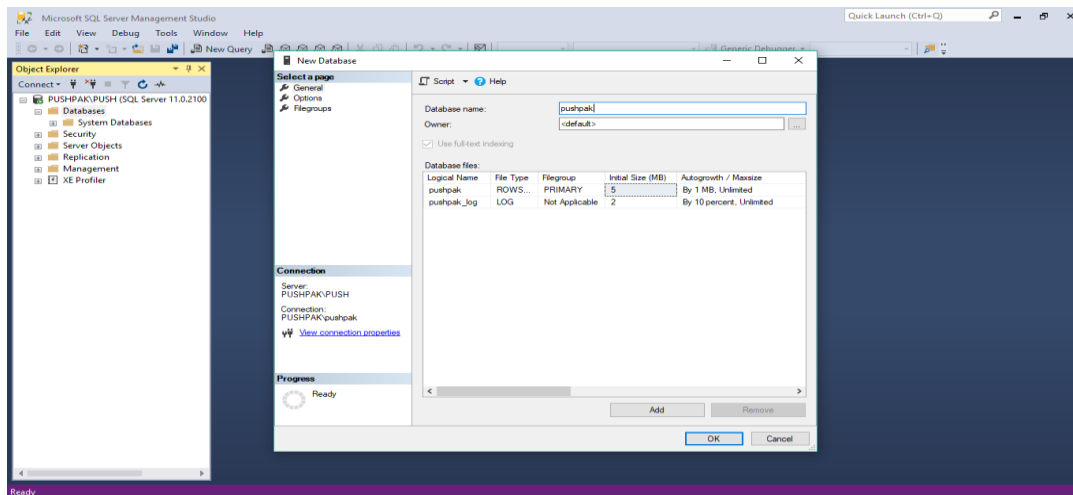 Microsoft SQL Server Management Studio
Quick Launch (Ctrl+Q)
File Edit View Debug Tools Window Help
New Query
Generic Debugger
Object Explorer
Connect
PUSHPAK\PUSH (SQL Server 11.0.2100
Databases
System Databases
Security
Server Objects
Replication
Management
XE Profiler
New Database
Select a page
General
Options
Filegroups
Script Help
Database name: pushpak
Owner: <default> ...
Use full-text indexing
Database files:
Logical Name File Type Filegroup Initial Size (MB) Autogrowth / Maxsize
pushpak ROWS... PRIMARY 5 By 1 MB, Unlimited
pushpak_log LOG Not Applicable 2 By 10 percent, Unlimited
Connection
Server:
PUSHPAK\PUSH
Connection:
PUSHPAK\pushpak
View connection properties
Progress
Ready
Add Remove
OK Cancel
Ready